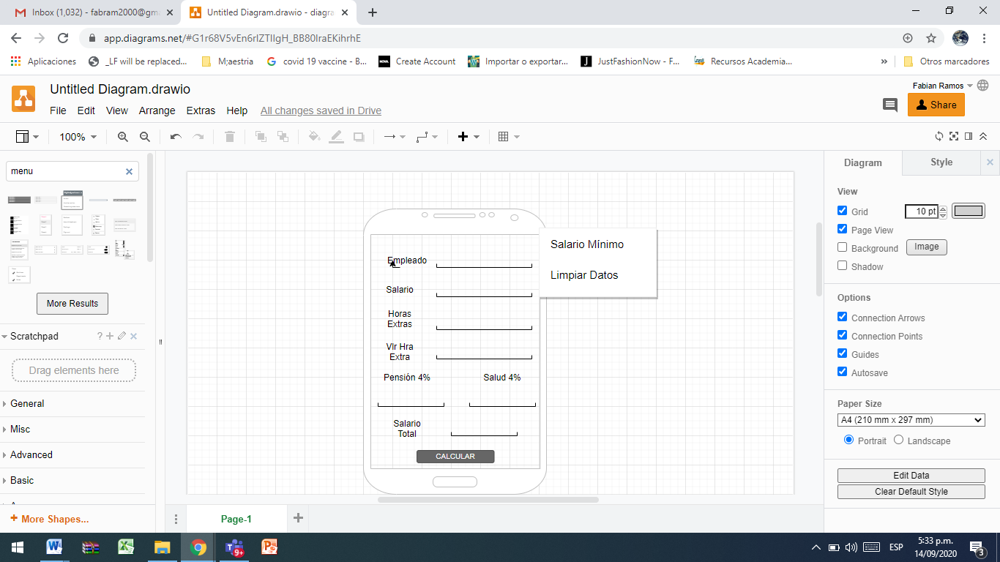 Inbox (1,032) - fabram2000@gm
Untitled Diagram.drawio - diagra
app.diagrams.net/#G1r68V5vEn6rIZTIIgH_BB80IraEKihrhE
Aplicaciones
_LF will be replaced...
M;aestria
covid 19 vaccine - B...
Create Account
Importar o exportar...
JustFashionNow - F...
Recursos Academia...
»
Otros marcadores
Untitled Diagram.drawio
Fabian Ramos
File Edit View Arrange Extras Help All changes saved in Drive
Share
100%
menu
More Results
Scratchpad
?
Drag elements here
General
Misc
Advanced
Basic
More Shapes...
Empleado
Salario
Horas
Extras
Vlr Hra
Extra
Pensión 4%
Salud 4%
Salario
Total
CALCULAR
Salario Mínimo
Limpiar Datos
Page-1
Diagram
Style
View
Grid
10 pt
Page View
Background
Image
Shadow
Options
Connection Arrows
Connection Points
Guides
Autosave
Paper Size
A4 (210 mm x 297 mm)
Portrait
Landscape
Edit Data
Clear Default Style
9+
ESP
5:33 p.m.
14/09/2020
3